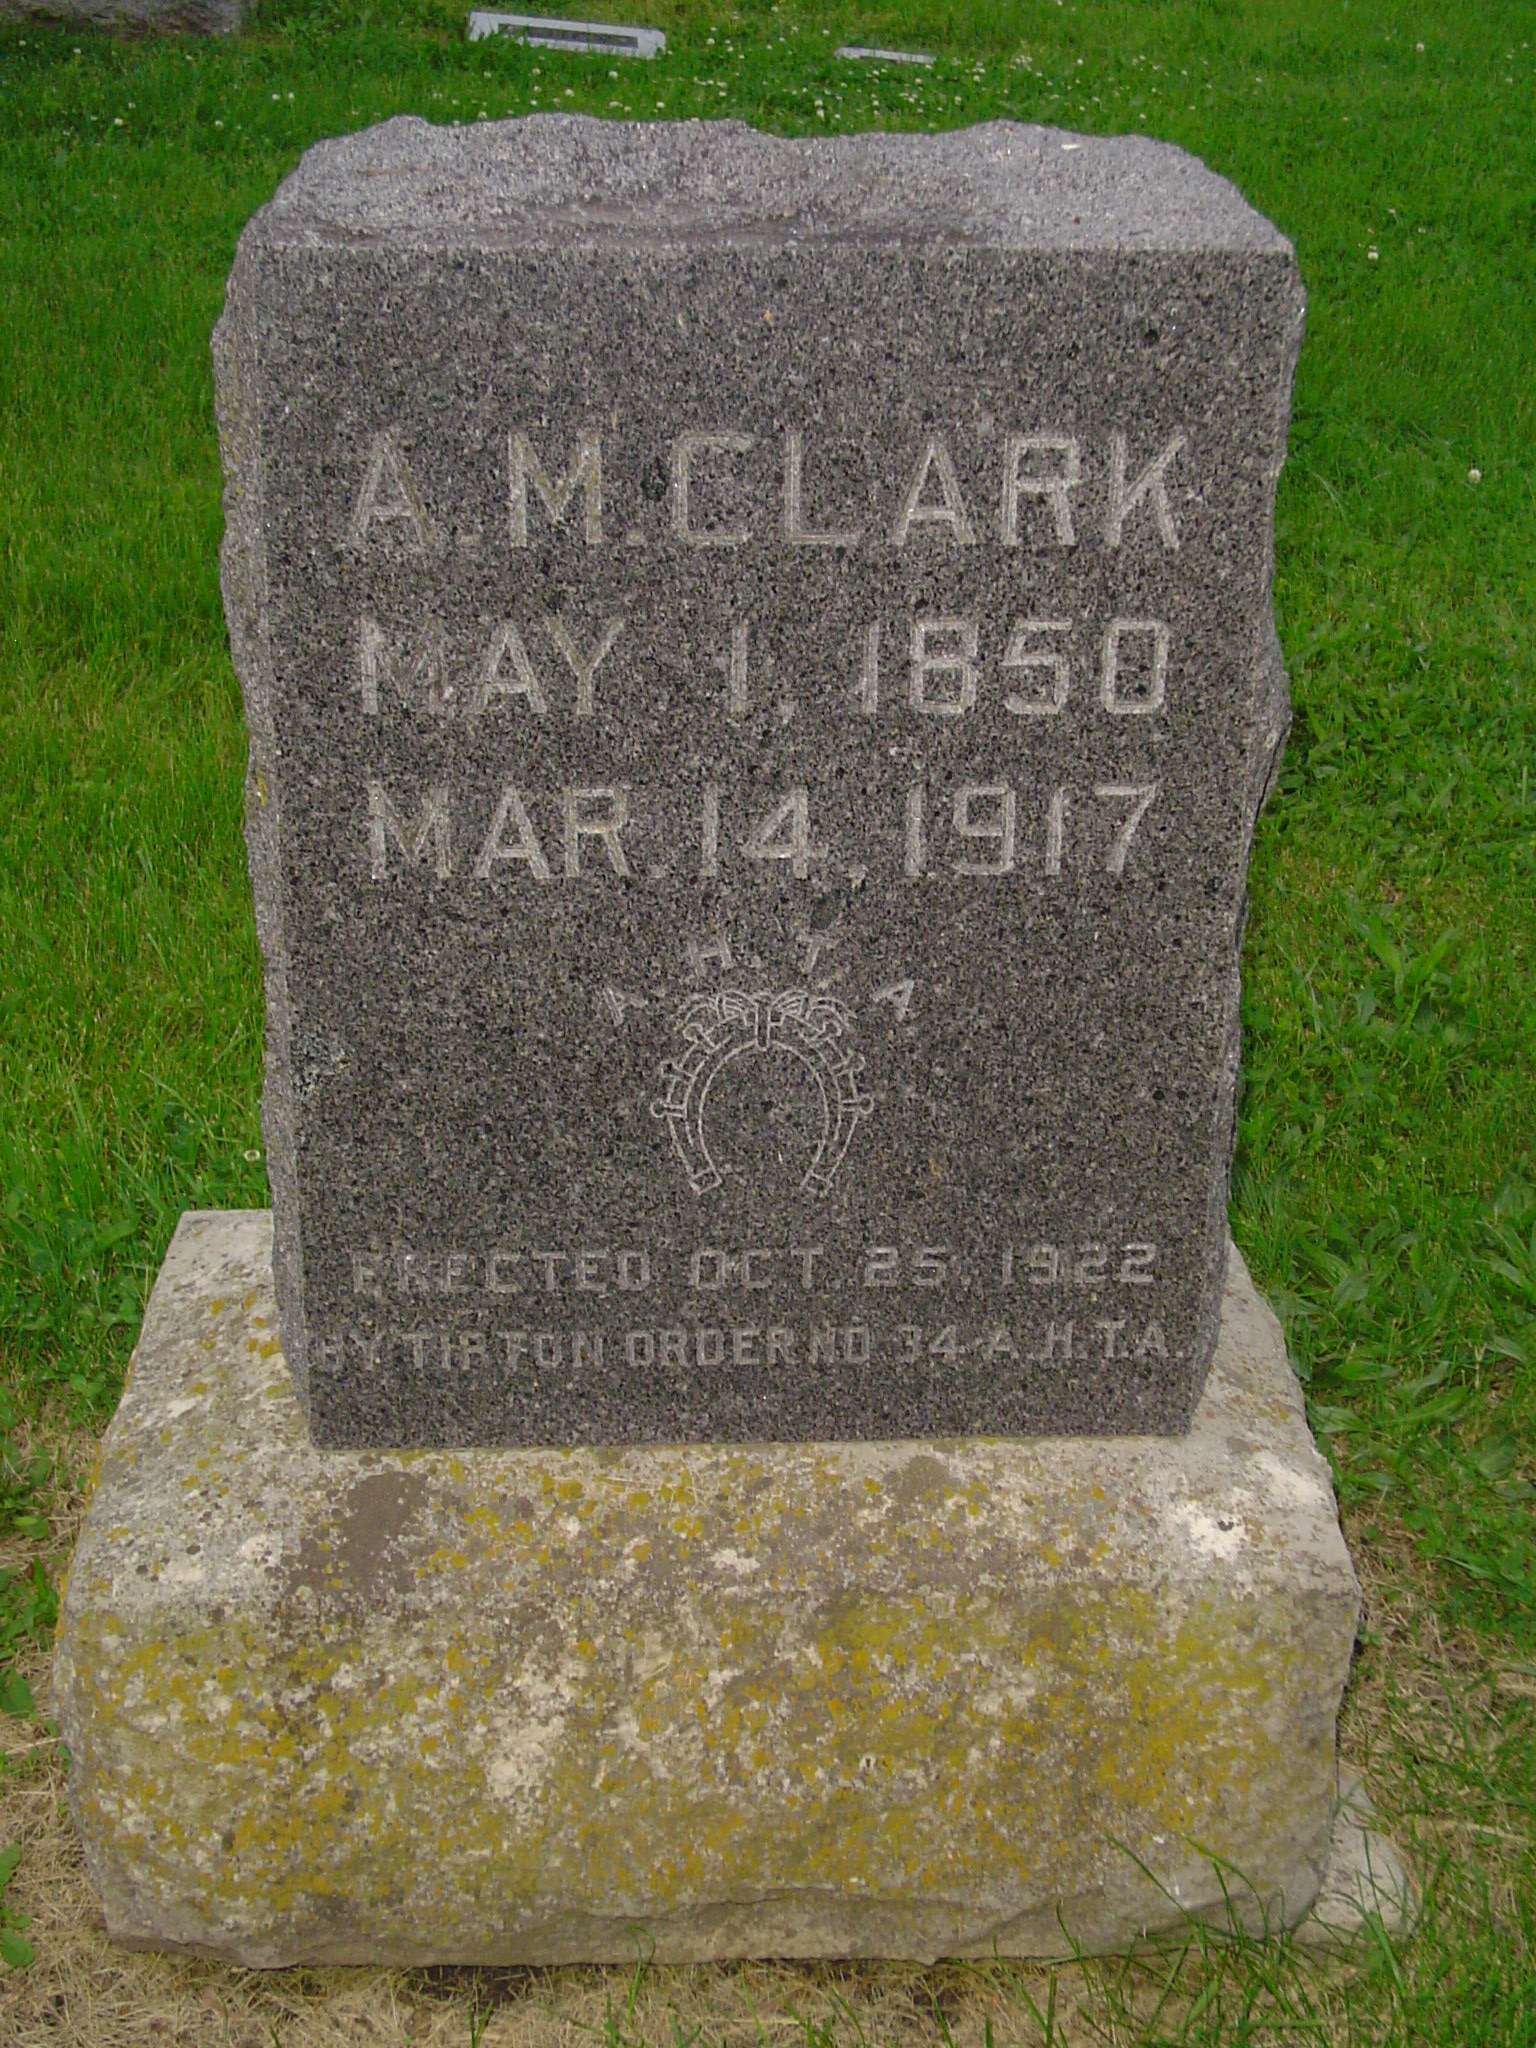 A.M.CLARK
MAY 1, 1850
MAR. 14, 1917
A. H. T. A
ERECTED OCT. 25. 1922
BY TIPTON ORDER NO 34 A.H.T.A.